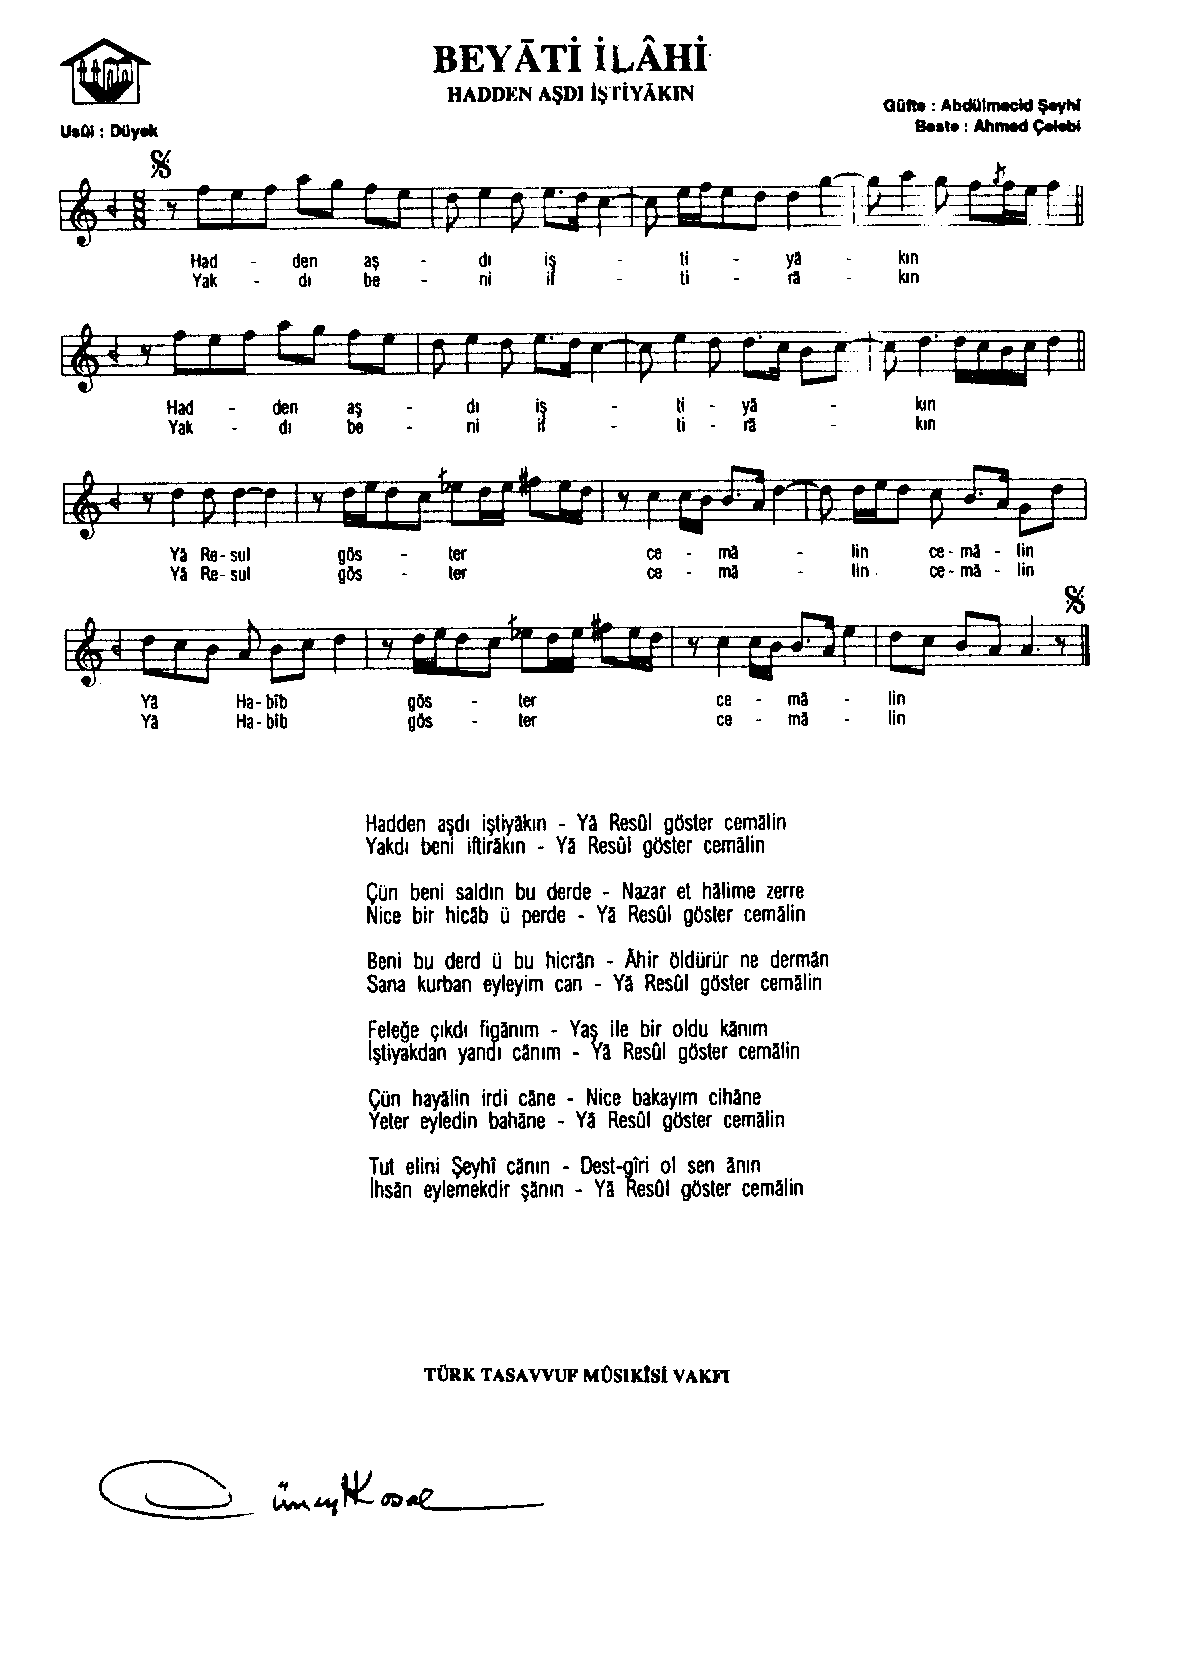 BEYĀTİ İLÂHİ
HADDEN AŞDI İŞTİYĀKIN
Güfte : Abdülmecid Şeyhî
Usûl : Düyek
Beste : Ahmed Çelebi
Had - den aş - dı iş - ti - yā - kın
Yak - dı be - ni if - ti - rā - kın
Had - den aş - dı iş - ti - yā - kın
Yak - dı be - ni if - ti - rā - kın
Yā Re - sul gös - ter ce - mā - lin ce - mā - lin
Yā Re - sul gös - ter ce - mā - lin ce - mā - lin
Yā Ha - bîb gös - ter ce - mā - lin
Yā Ha - bîb gös - ter ce - mā - lin
Hadden aşdı iştiyākın - Yā Resûl göster cemālin
Yakdı beni iftirākın - Yā Resûl göster cemālin
Çün beni saldın bu derde - Nazar et hālime zerre
Nice bir hicāb ü perde - Yā Resûl göster cemālin
Beni bu derd ü bu hicrān - Āhir öldürür ne dermān
Sana kurban eyleyim can - Yā Resûl göster cemālin
Feleğe çıkdı figānım - Yaş ile bir oldu kānım
İştiyakdan yandı cānım - Yā Resûl göster cemālin
Çün hayālin irdi cāne - Nice bakayım cihāne
Yeter eyledin bahāne - Yā Resûl göster cemālin
Tut elini Şeyhî cānın - Dest-gîri ol sen ānın
İhsān eylemekdir şānın - Yā Resûl göster cemālin
TÜRK TASAVVUF MÛSIKÎSİ VAKFI
Cüneyt Kosal